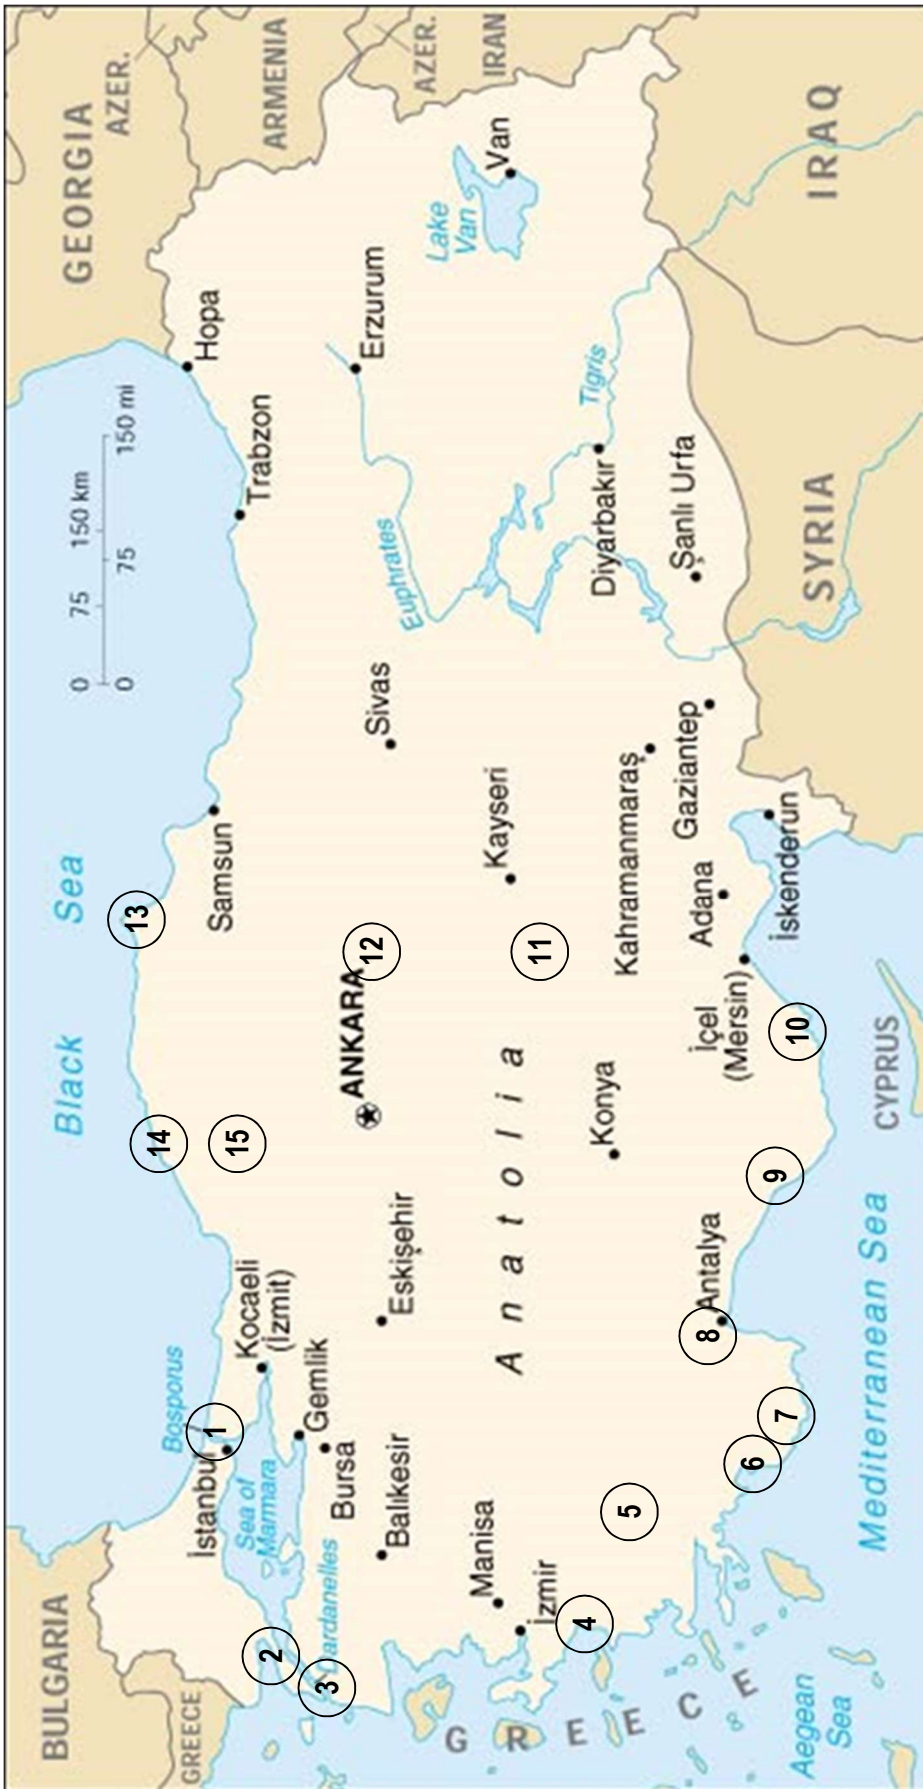 BULGARIA
Black Sea
GEORGIA
AZER.
ARMENIA
AZER.
IRAN
0 75 150 km
0 75 150 mi
GREECE
Bosporus
İstanbul
1
Sea of
Marmara
Kocaeli
(İzmit)
Gemlik
Bursa
2
3
Dardanelles
14
15
13
Samsun
Trabzon
Hopa
Balıkesir
Eskişehir
ANKARA
12
Sivas
Euphrates
Erzurum
Lake
Van
Van
Manisa
İzmir
4
Anatolia
11
Kayseri
5
Konya
Kahramanmaraş
Gaziantep
Diyarbakır
Tigris
Şanlı Urfa
6
7
8
Antalya
9
İçel
(Mersin)
10
Adana
İskenderun
GREECE
Aegean
Sea
Mediterranean Sea
CYPRUS
SYRIA
IRAQ